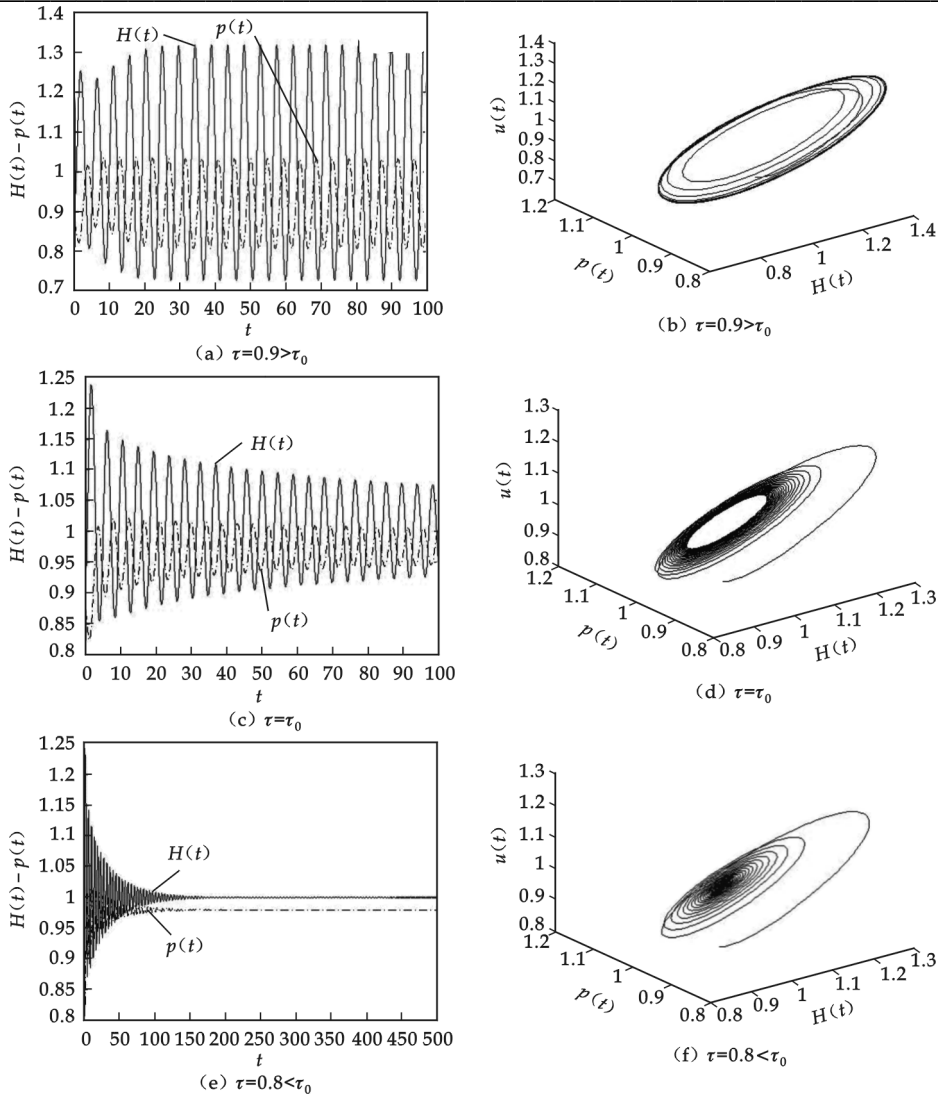 1.4
1.3
1.2
1.1
1
0.9
0.8
0.7
H(t)
p(t)
H(t)−p(t)
0 10 20 30 40 50 60 70 80 90 100
t
(a) τ=0.9>τ₀
1.4
1.3
1.2
1.1
1
0.9
0.8
0.7
u(t)
1.2
1.1
1
0.9
0.8
p(t)
0.8
1
1.2
1.4
H(t)
(b) τ=0.9>τ₀
1.25
1.2
1.15
1.10
1.05
1
0.95
0.9
0.85
0.8
H(t)
p(t)
H(t)−p(t)
0 10 20 30 40 50 60 70 80 90 100
t
(c) τ=τ₀
1.3
1.2
1.1
1
0.9
0.8
u(t)
1.2
1.1
1
0.9
0.8
p(t)
0.8
0.9
1
1.1
1.2
1.3
H(t)
(d) τ=τ₀
1.25
1.2
1.15
1.1
1.05
1
0.95
0.9
0.85
0.8
H(t)
p(t)
H(t)−p(t)
0 50 100 150 200 250 300 350 400 450 500
t
(e) τ=0.8<τ₀
1.3
1.2
1.1
1
0.9
0.8
u(t)
1.2
1.1
1
0.9
0.8
p(t)
0.8
0.9
1
1.1
1.2
1.3
H(t)
(f) τ=0.8<τ₀